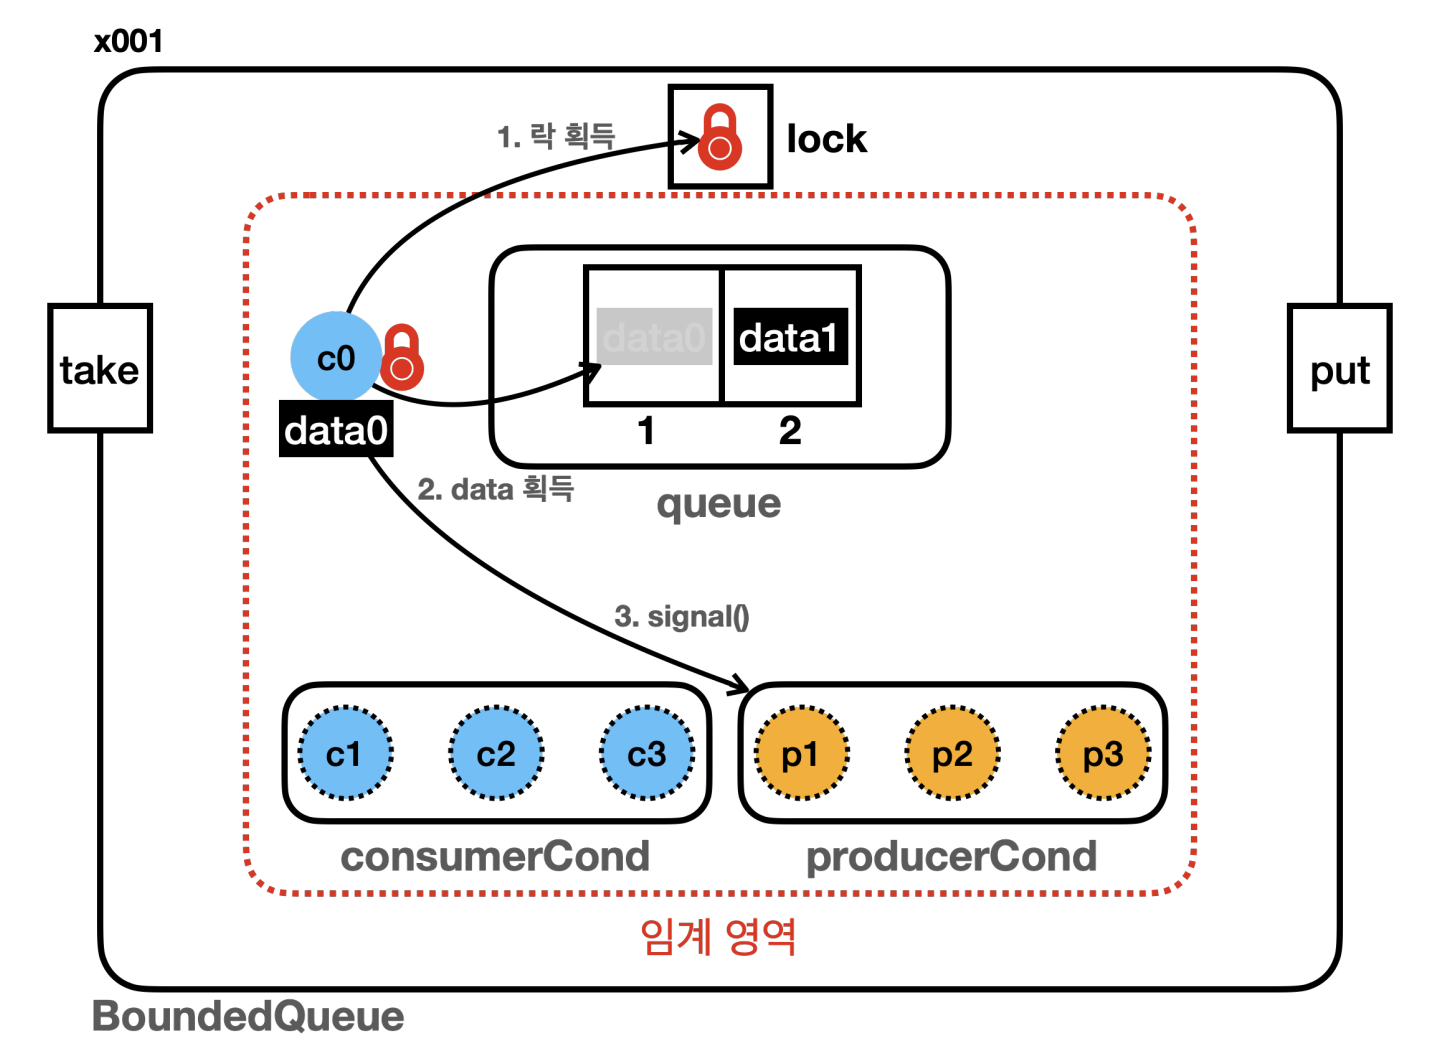 x001
1. 락 획득
lock
take
c0
data0
data0
data1
1
2
put
2. data 획득
queue
3. signal()
c1
c2
c3
p1
p2
p3
consumerCond
producerCond
임계 영역
BoundedQueue